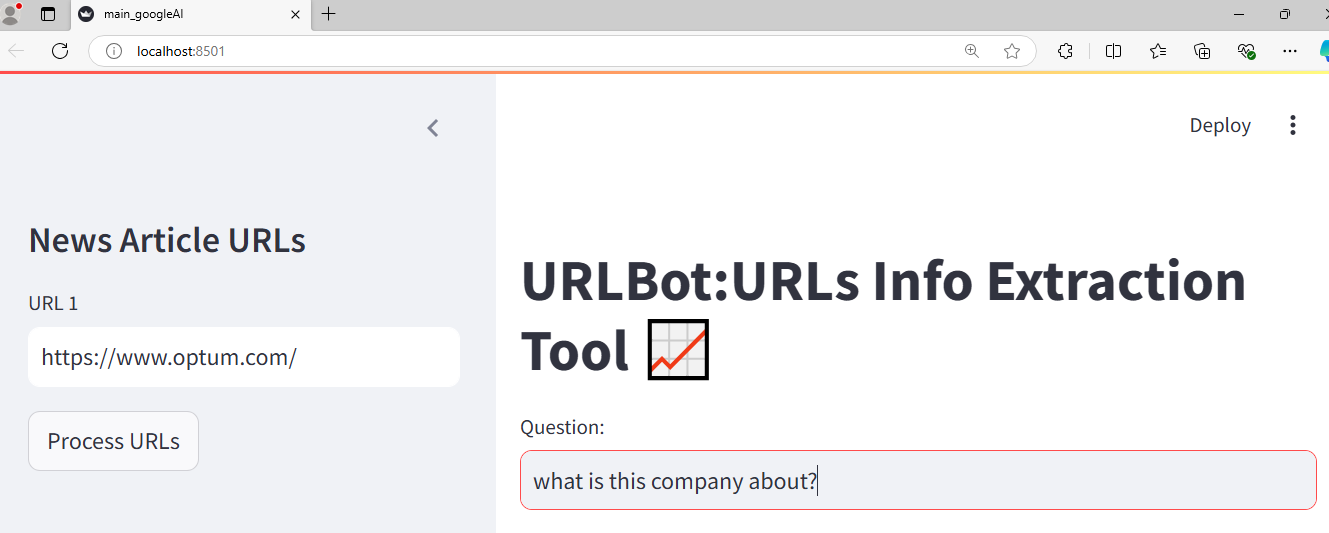 main_googleAI
localhost:8501
Deploy
News Article URLs
URL 1
https://www.optum.com/
Process URLs
URLBot:URLs Info Extraction
Tool
Question:
what is this company about?